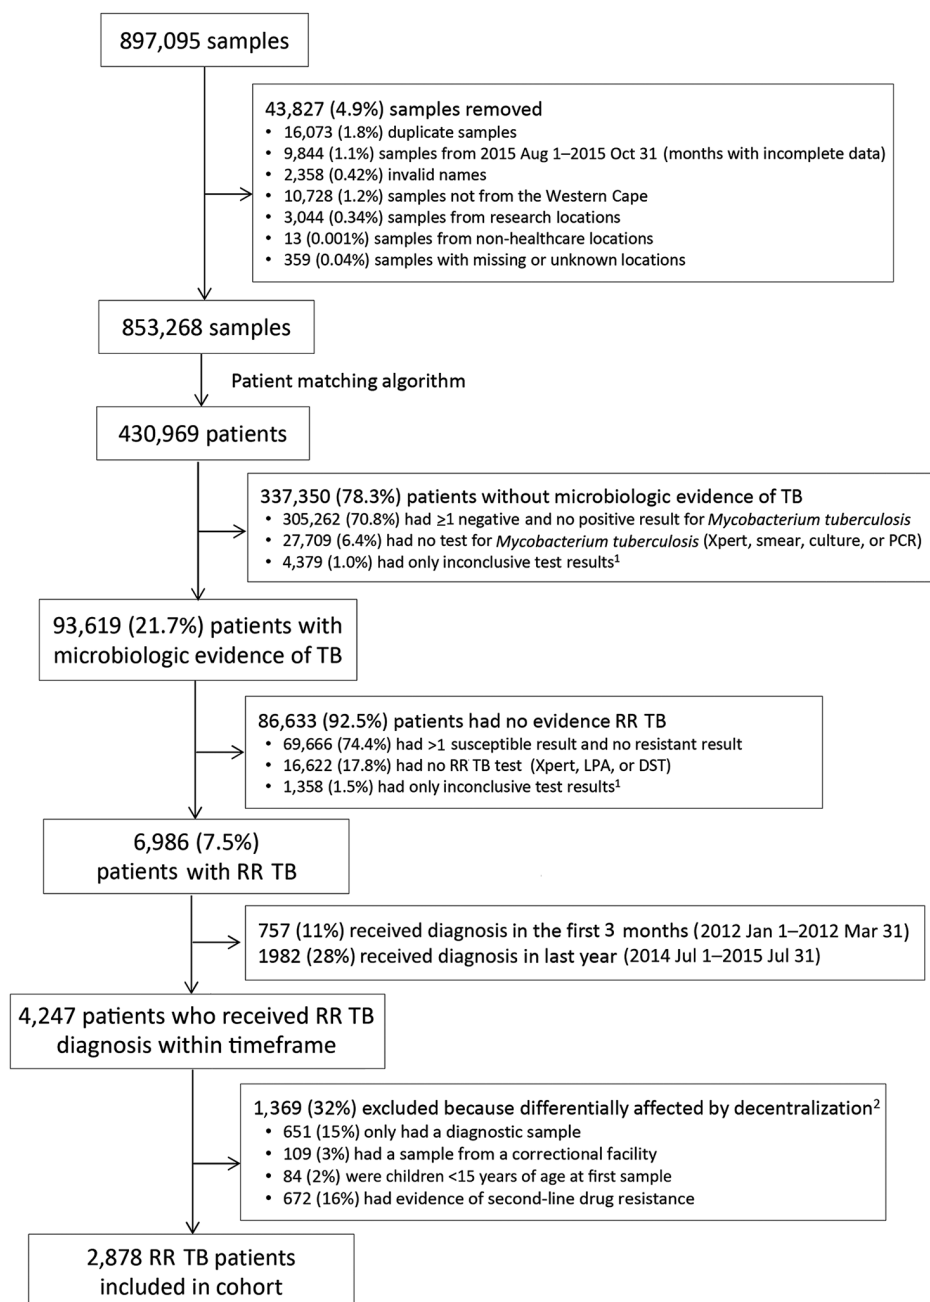 897,095 samples
43,827 (4.9%) samples removed
• 16,073 (1.8%) duplicate samples
• 9,844 (1.1%) samples from 2015 Aug 1–2015 Oct 31 (months with incomplete data)
• 2,358 (0.42%) invalid names
• 10,728 (1.2%) samples not from the Western Cape
• 3,044 (0.34%) samples from research locations
• 13 (0.001%) samples from non-healthcare locations
• 359 (0.04%) samples with missing or unknown locations
853,268 samples
Patient matching algorithm
430,969 patients
337,350 (78.3%) patients without microbiologic evidence of TB
• 305,262 (70.8%) had ≥1 negative and no positive result for Mycobacterium tuberculosis
• 27,709 (6.4%) had no test for Mycobacterium tuberculosis (Xpert, smear, culture, or PCR)
• 4,379 (1.0%) had only inconclusive test results¹
93,619 (21.7%) patients with
microbiologic evidence of TB
86,633 (92.5%) patients had no evidence RR TB
• 69,666 (74.4%) had >1 susceptible result and no resistant result
• 16,622 (17.8%) had no RR TB test (Xpert, LPA, or DST)
• 1,358 (1.5%) had only inconclusive test results¹
6,986 (7.5%)
patients with RR TB
757 (11%) received diagnosis in the first 3 months (2012 Jan 1–2012 Mar 31)
1982 (28%) received diagnosis in last year (2014 Jul 1–2015 Jul 31)
4,247 patients who received RR TB
diagnosis within timeframe
1,369 (32%) excluded because differentially affected by decentralization²
• 651 (15%) only had a diagnostic sample
• 109 (3%) had a sample from a correctional facility
• 84 (2%) were children <15 years of age at first sample
• 672 (16%) had evidence of second-line drug resistance
2,878 RR TB patients
included in cohort